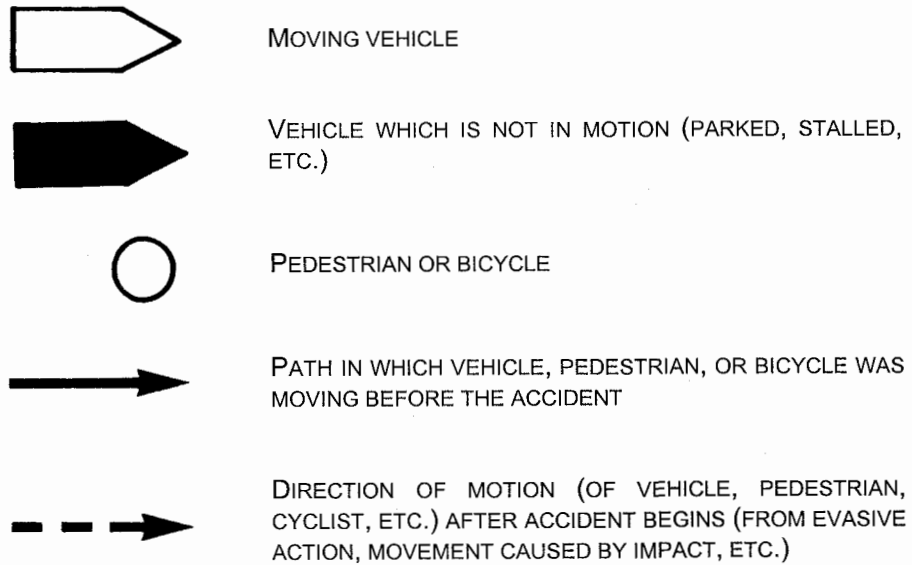 MOVING VEHICLE
VEHICLE WHICH IS NOT IN MOTION (PARKED, STALLED,
ETC.)
PEDESTRIAN OR BICYCLE
PATH IN WHICH VEHICLE, PEDESTRIAN, OR BICYCLE WAS
MOVING BEFORE THE ACCIDENT
DIRECTION OF MOTION (OF VEHICLE, PEDESTRIAN,
CYCLIST, ETC.) AFTER ACCIDENT BEGINS (FROM EVASIVE
ACTION, MOVEMENT CAUSED BY IMPACT, ETC.)